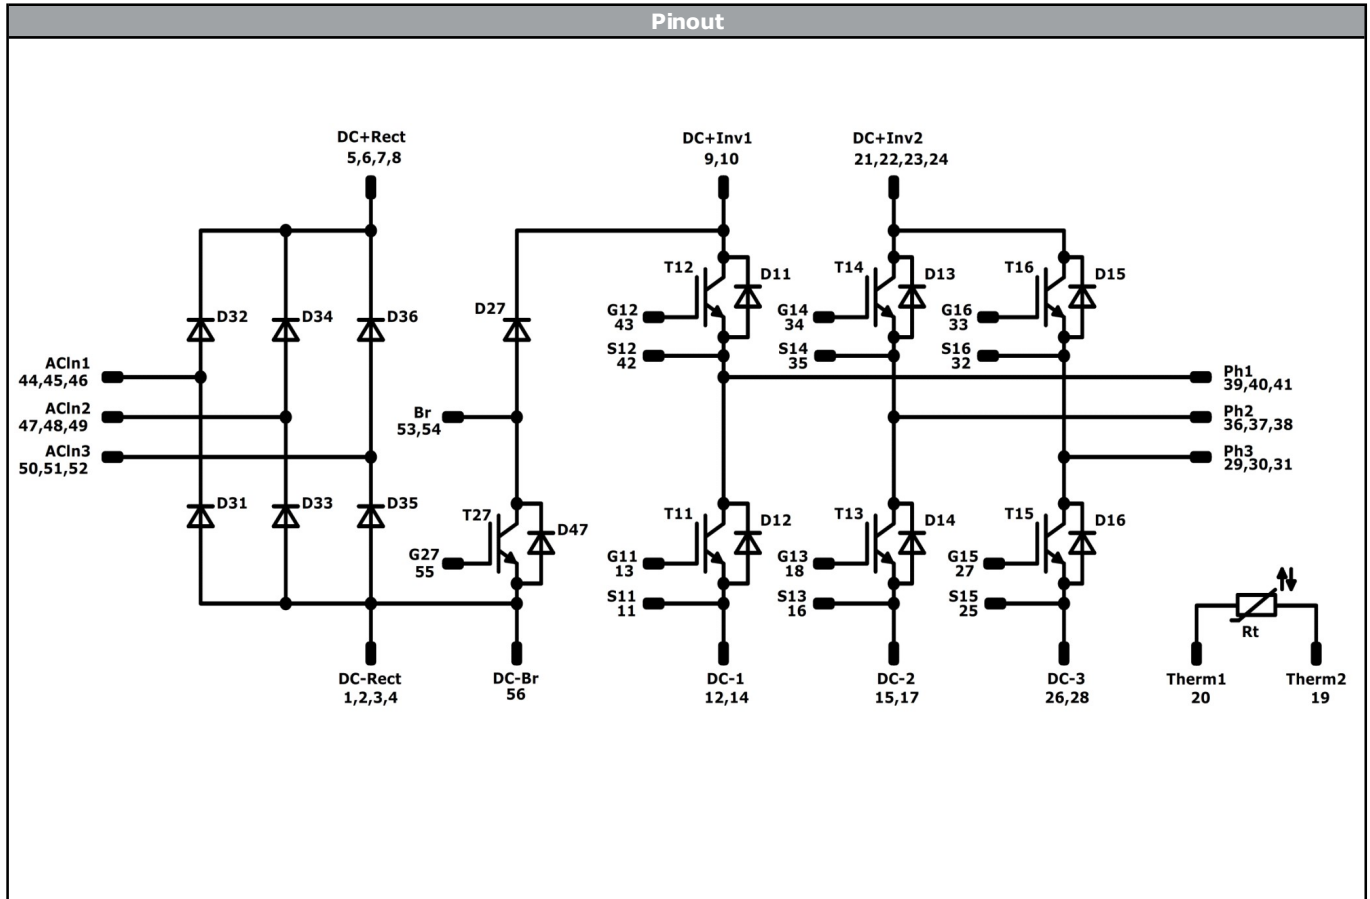 Pinout
DC+Rect
5,6,7,8
DC+Inv1
9,10
DC+Inv2
21,22,23,24
T12
D11
T14
D13
T16
D15
D32
D34
D36
D27
G12
43
G14
34
G16
33
S12
42
S14
35
S16
32
ACIn1
44,45,46
Ph1
39,40,41
ACIn2
47,48,49
Br
53,54
Ph2
36,37,38
ACIn3
50,51,52
Ph3
29,30,31
D31
D33
D35
T27
D47
T11
D12
T13
D14
T15
D16
G27
55
G11
13
G13
18
G15
27
S11
11
S13
16
S15
25
Rt
DC-Rect
1,2,3,4
DC-Br
56
DC-1
12,14
DC-2
15,17
DC-3
26,28
Therm1
20
Therm2
19